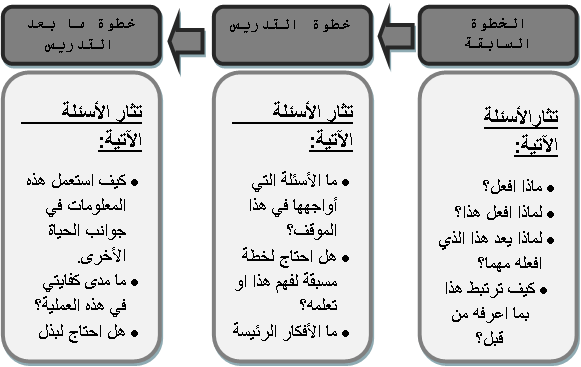 الخطوة
السابقة
تثارالأسئلة
الآتية:
• ماذا افعل؟
• لماذا افعل هذا؟
• لماذا يعد هذا الذي
افعله مهما؟
• كيف ترتبط هذا
بما اعرفه من
قبل؟
خطوة التدريس
تثار الأسئلة
الآتية:
• ما الأسئلة التي
أواجهها في هذا
الموقف؟
• هل احتاج لخطة
مسبقة لفهم هذا او
تعلمه؟
• ما الأفكار الرئيسة
خطوة ما بعد
التدريس
تثار الأسئلة
الآتية:
• كيف استعمل هذه
المعلومات في
جوانب الحياة
الأخرى.
• ما مدى كفايتي
في هذه العملية؟
• هل احتاج لبذل